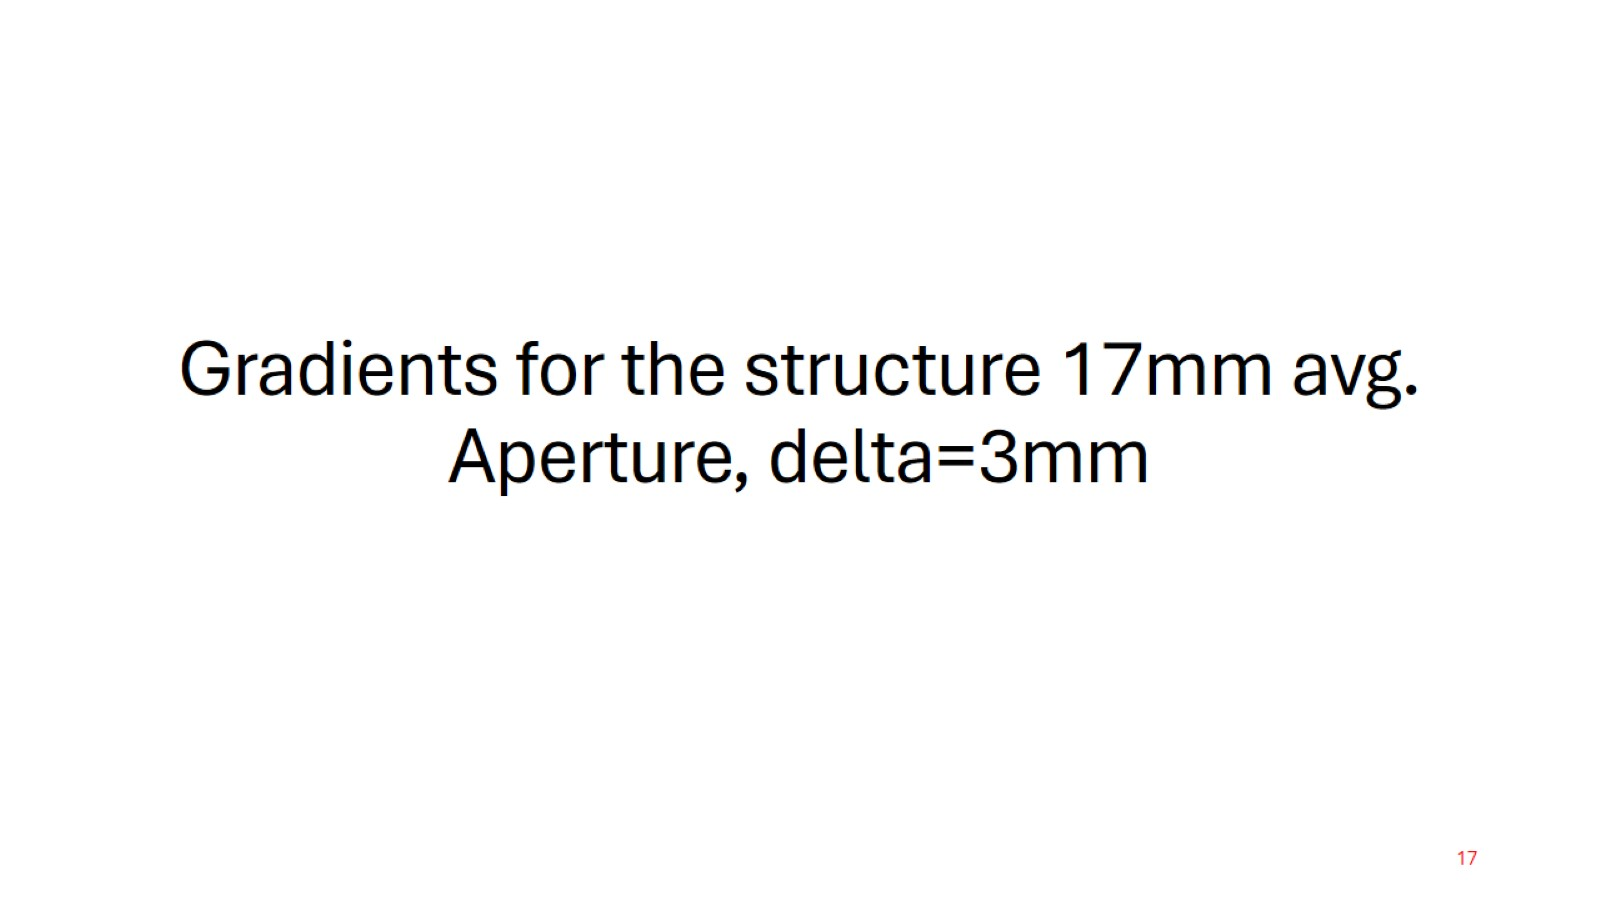 Gradients for the structure 17mm avg.
Aperture, delta=3mm
17